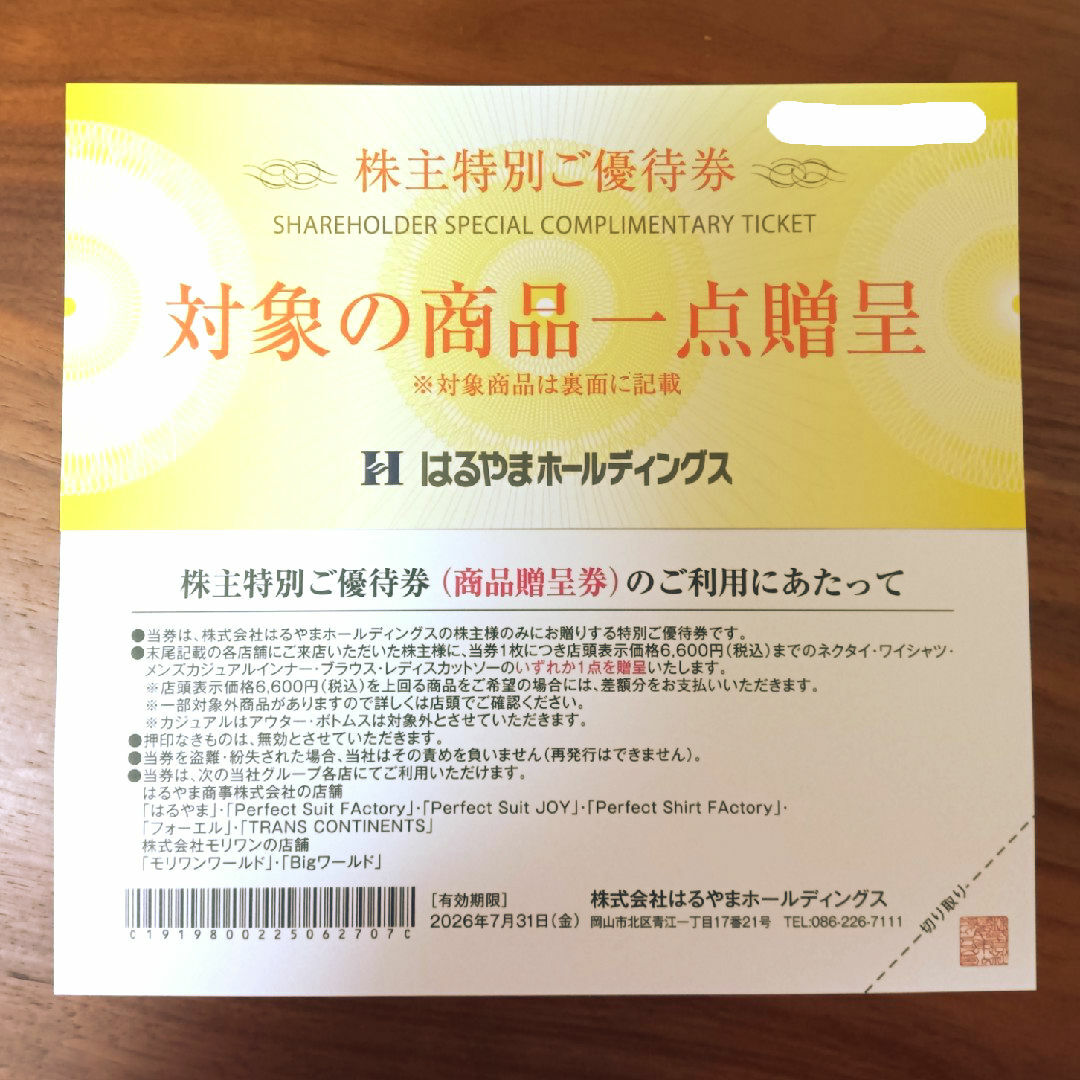 株主特別ご優待券
SHAREHOLDER SPECIAL COMPLIMENTARY TICKET
対象の商品一点贈呈
※対象商品は裏面に記載
はるやまホールディングス
株主特別ご優待券(商品贈呈券)のご利用にあたって
●当券は、株式会社はるやまホールディングスの株主様のみにお贈りする特別ご優待券です。
●末尾記載の各店舗にご来店いただいた株主様に、当券1枚につき店頭表示価格6,600円(税込)までのネクタイ・ワイシャツ・
メンズカジュアルインナー・ブラウス・レディスカットソーのいずれか1点を贈呈いたします。
※店頭表示価格6,600円(税込)を上回る商品をご希望の場合には、差額分をお支払いいただきます。
※一部対象外商品がありますので詳しくは店頭でご確認ください。
※カジュアルはアウター・ボトムスは対象外とさせていただきます。
●押印なきものは、無効とさせていただきます。
●当券を盗難・紛失された場合、当社はその責めを負いません(再発行はできません)。
●当券は、次の当社グループ各店にてご利用いただけます。
はるやま商事株式会社の店舗
「はるやま」・「Perfect Suit FActory」・「Perfect Suit JOY」・「Perfect Shirt FActory」・
「フォーエル」・「TRANS CONTINENTS」
株式会社モリワンの店舗
「モリワンワールド」・「Bigワールド」
C1919800225062707C
[有効期限]
2026年7月31日(金)
株式会社はるやまホールディングス
岡山市北区青江一丁目17番21号 TEL:086-226-7111
切り取り